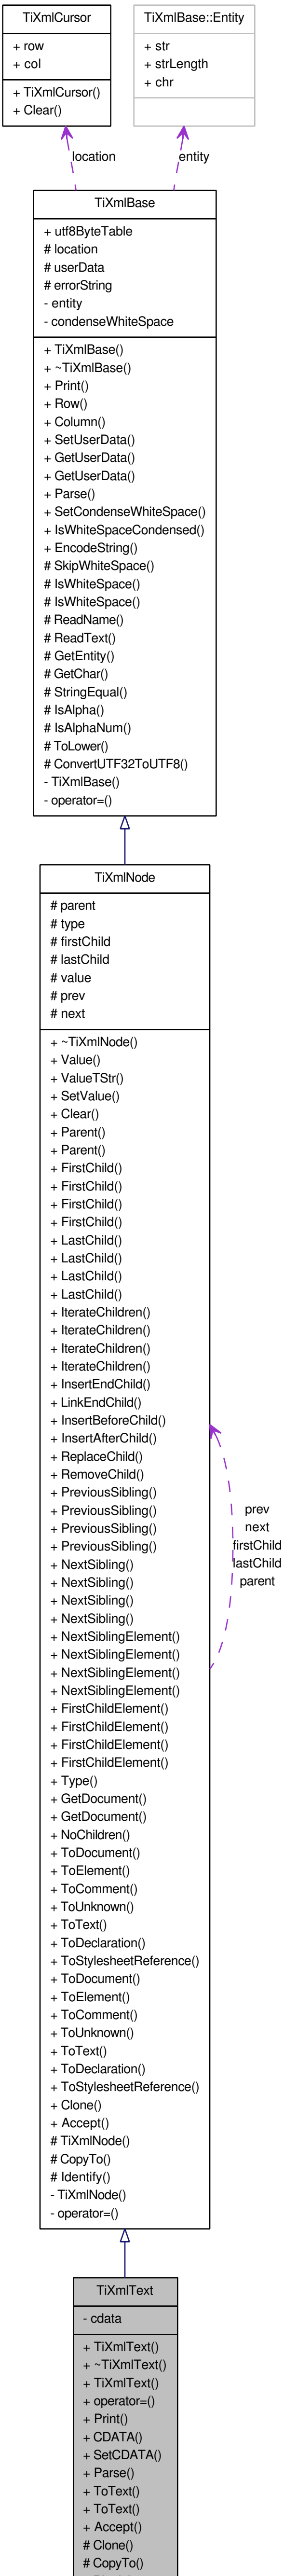 TiXmlCursor
+ row
+ col
+ TiXmlCursor()
+ Clear()
TiXmlBase::Entity
+ str
+ strLength
+ chr
location
entity
TiXmlBase
+ utf8ByteTable
# location
# userData
# errorString
- entity
- condenseWhiteSpace
+ TiXmlBase()
+ ~TiXmlBase()
+ Print()
+ Row()
+ Column()
+ SetUserData()
+ GetUserData()
+ GetUserData()
+ Parse()
+ SetCondenseWhiteSpace()
+ IsWhiteSpaceCondensed()
+ EncodeString()
# SkipWhiteSpace()
# IsWhiteSpace()
# IsWhiteSpace()
# ReadName()
# ReadText()
# GetEntity()
# GetChar()
# StringEqual()
# IsAlpha()
# IsAlphaNum()
# ToLower()
# ConvertUTF32ToUTF8()
- TiXmlBase()
- operator=()
TiXmlNode
# parent
# type
# firstChild
# lastChild
# value
# prev
# next
+ ~TiXmlNode()
+ Value()
+ ValueTStr()
+ SetValue()
+ Clear()
+ Parent()
+ Parent()
+ FirstChild()
+ FirstChild()
+ FirstChild()
+ FirstChild()
+ LastChild()
+ LastChild()
+ LastChild()
+ LastChild()
+ IterateChildren()
+ IterateChildren()
+ IterateChildren()
+ IterateChildren()
+ InsertEndChild()
+ LinkEndChild()
+ InsertBeforeChild()
+ InsertAfterChild()
+ ReplaceChild()
+ RemoveChild()
+ PreviousSibling()
+ PreviousSibling()
+ PreviousSibling()
+ PreviousSibling()
+ NextSibling()
+ NextSibling()
+ NextSibling()
+ NextSibling()
+ NextSiblingElement()
+ NextSiblingElement()
+ NextSiblingElement()
+ NextSiblingElement()
+ FirstChildElement()
+ FirstChildElement()
+ FirstChildElement()
+ FirstChildElement()
+ Type()
+ GetDocument()
+ GetDocument()
+ NoChildren()
+ ToDocument()
+ ToElement()
+ ToComment()
+ ToUnknown()
+ ToText()
+ ToDeclaration()
+ ToStylesheetReference()
+ ToDocument()
+ ToElement()
+ ToComment()
+ ToUnknown()
+ ToText()
+ ToDeclaration()
+ ToStylesheetReference()
+ Clone()
+ Accept()
# TiXmlNode()
# CopyTo()
# Identify()
- TiXmlNode()
- operator=()
prev
next
firstChild
lastChild
parent
TiXmlText
- cdata
+ TiXmlText()
+ ~TiXmlText()
+ TiXmlText()
+ operator=()
+ Print()
+ CDATA()
+ SetCDATA()
+ Parse()
+ ToText()
+ ToText()
+ Accept()
# Clone()
# CopyTo()